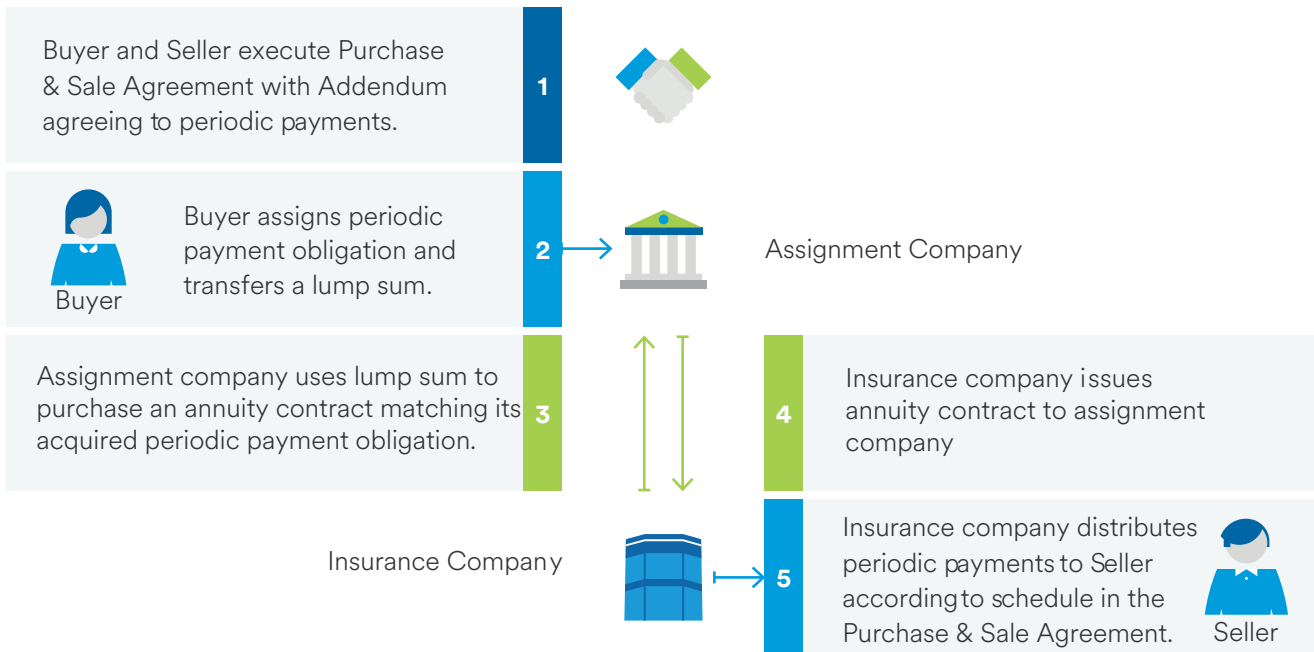 Buyer and Seller execute Purchase
& Sale Agreement with Addendum
agreeing to periodic payments.
1
Buyer
Buyer assigns periodic
payment obligation and
transfers a lump sum.
2
Assignment Company
Assignment company uses lump sum to
purchase an annuity contract matching its
acquired periodic payment obligation.
3
4
Insurance company issues
annuity contract to assignment
company
Insurance Company
5
Insurance company distributes
periodic payments to Seller
according to schedule in the
Purchase & Sale Agreement.
Seller